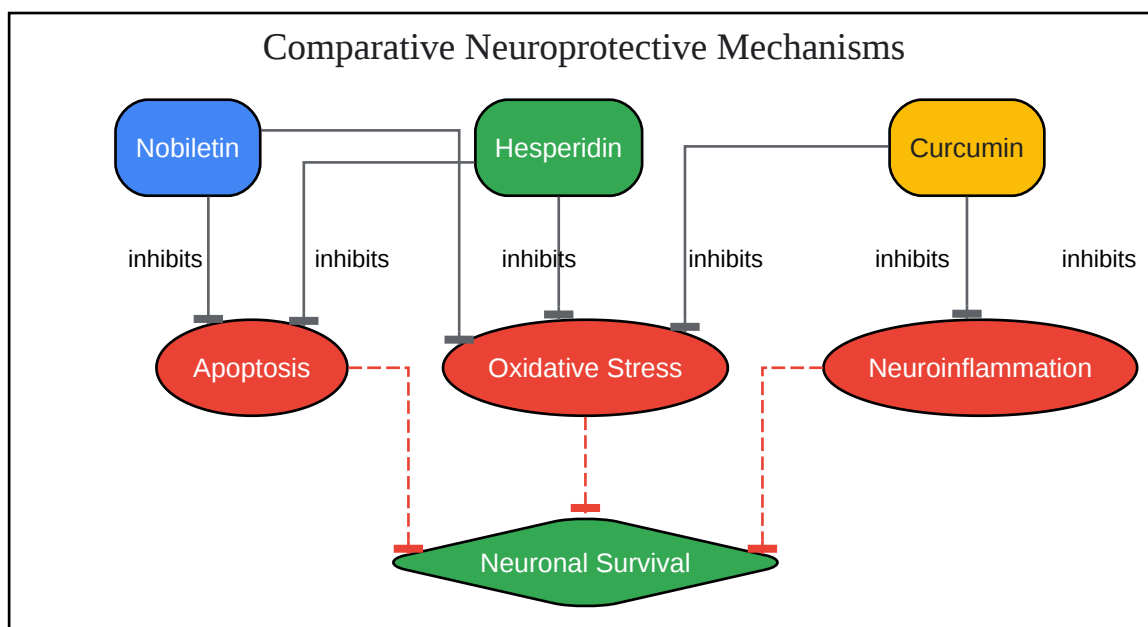 Comparative Neuroprotective Mechanisms
Nobiletin
Hesperidin
Curcumin
inhibits
inhibits
inhibits
inhibits
inhibits
inhibits
Apoptosis
Oxidative Stress
Neuroinflammation
Neuronal Survival